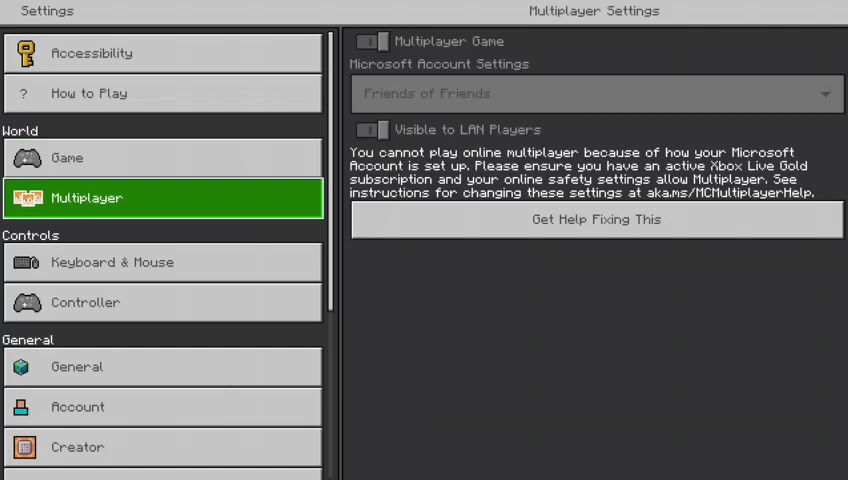 Settings
Multiplayer Settings
Accessibility
? How to Play
World
Game
Multiplayer
Controls
Keyboard & Mouse
Controller
General
General
Account
Creator
Multiplayer Game
Microsoft Account Settings
Friends of Friends
Visible to LAN Players
You cannot play online multiplayer because of how your Microsoft
Account is set up. Please ensure you have an active Xbox Live Gold
subscription and your online safety settings allow Multiplayer. See
instructions for changing these settings at aka.ms/MCMultiplayerHelp.
Get Help Fixing This